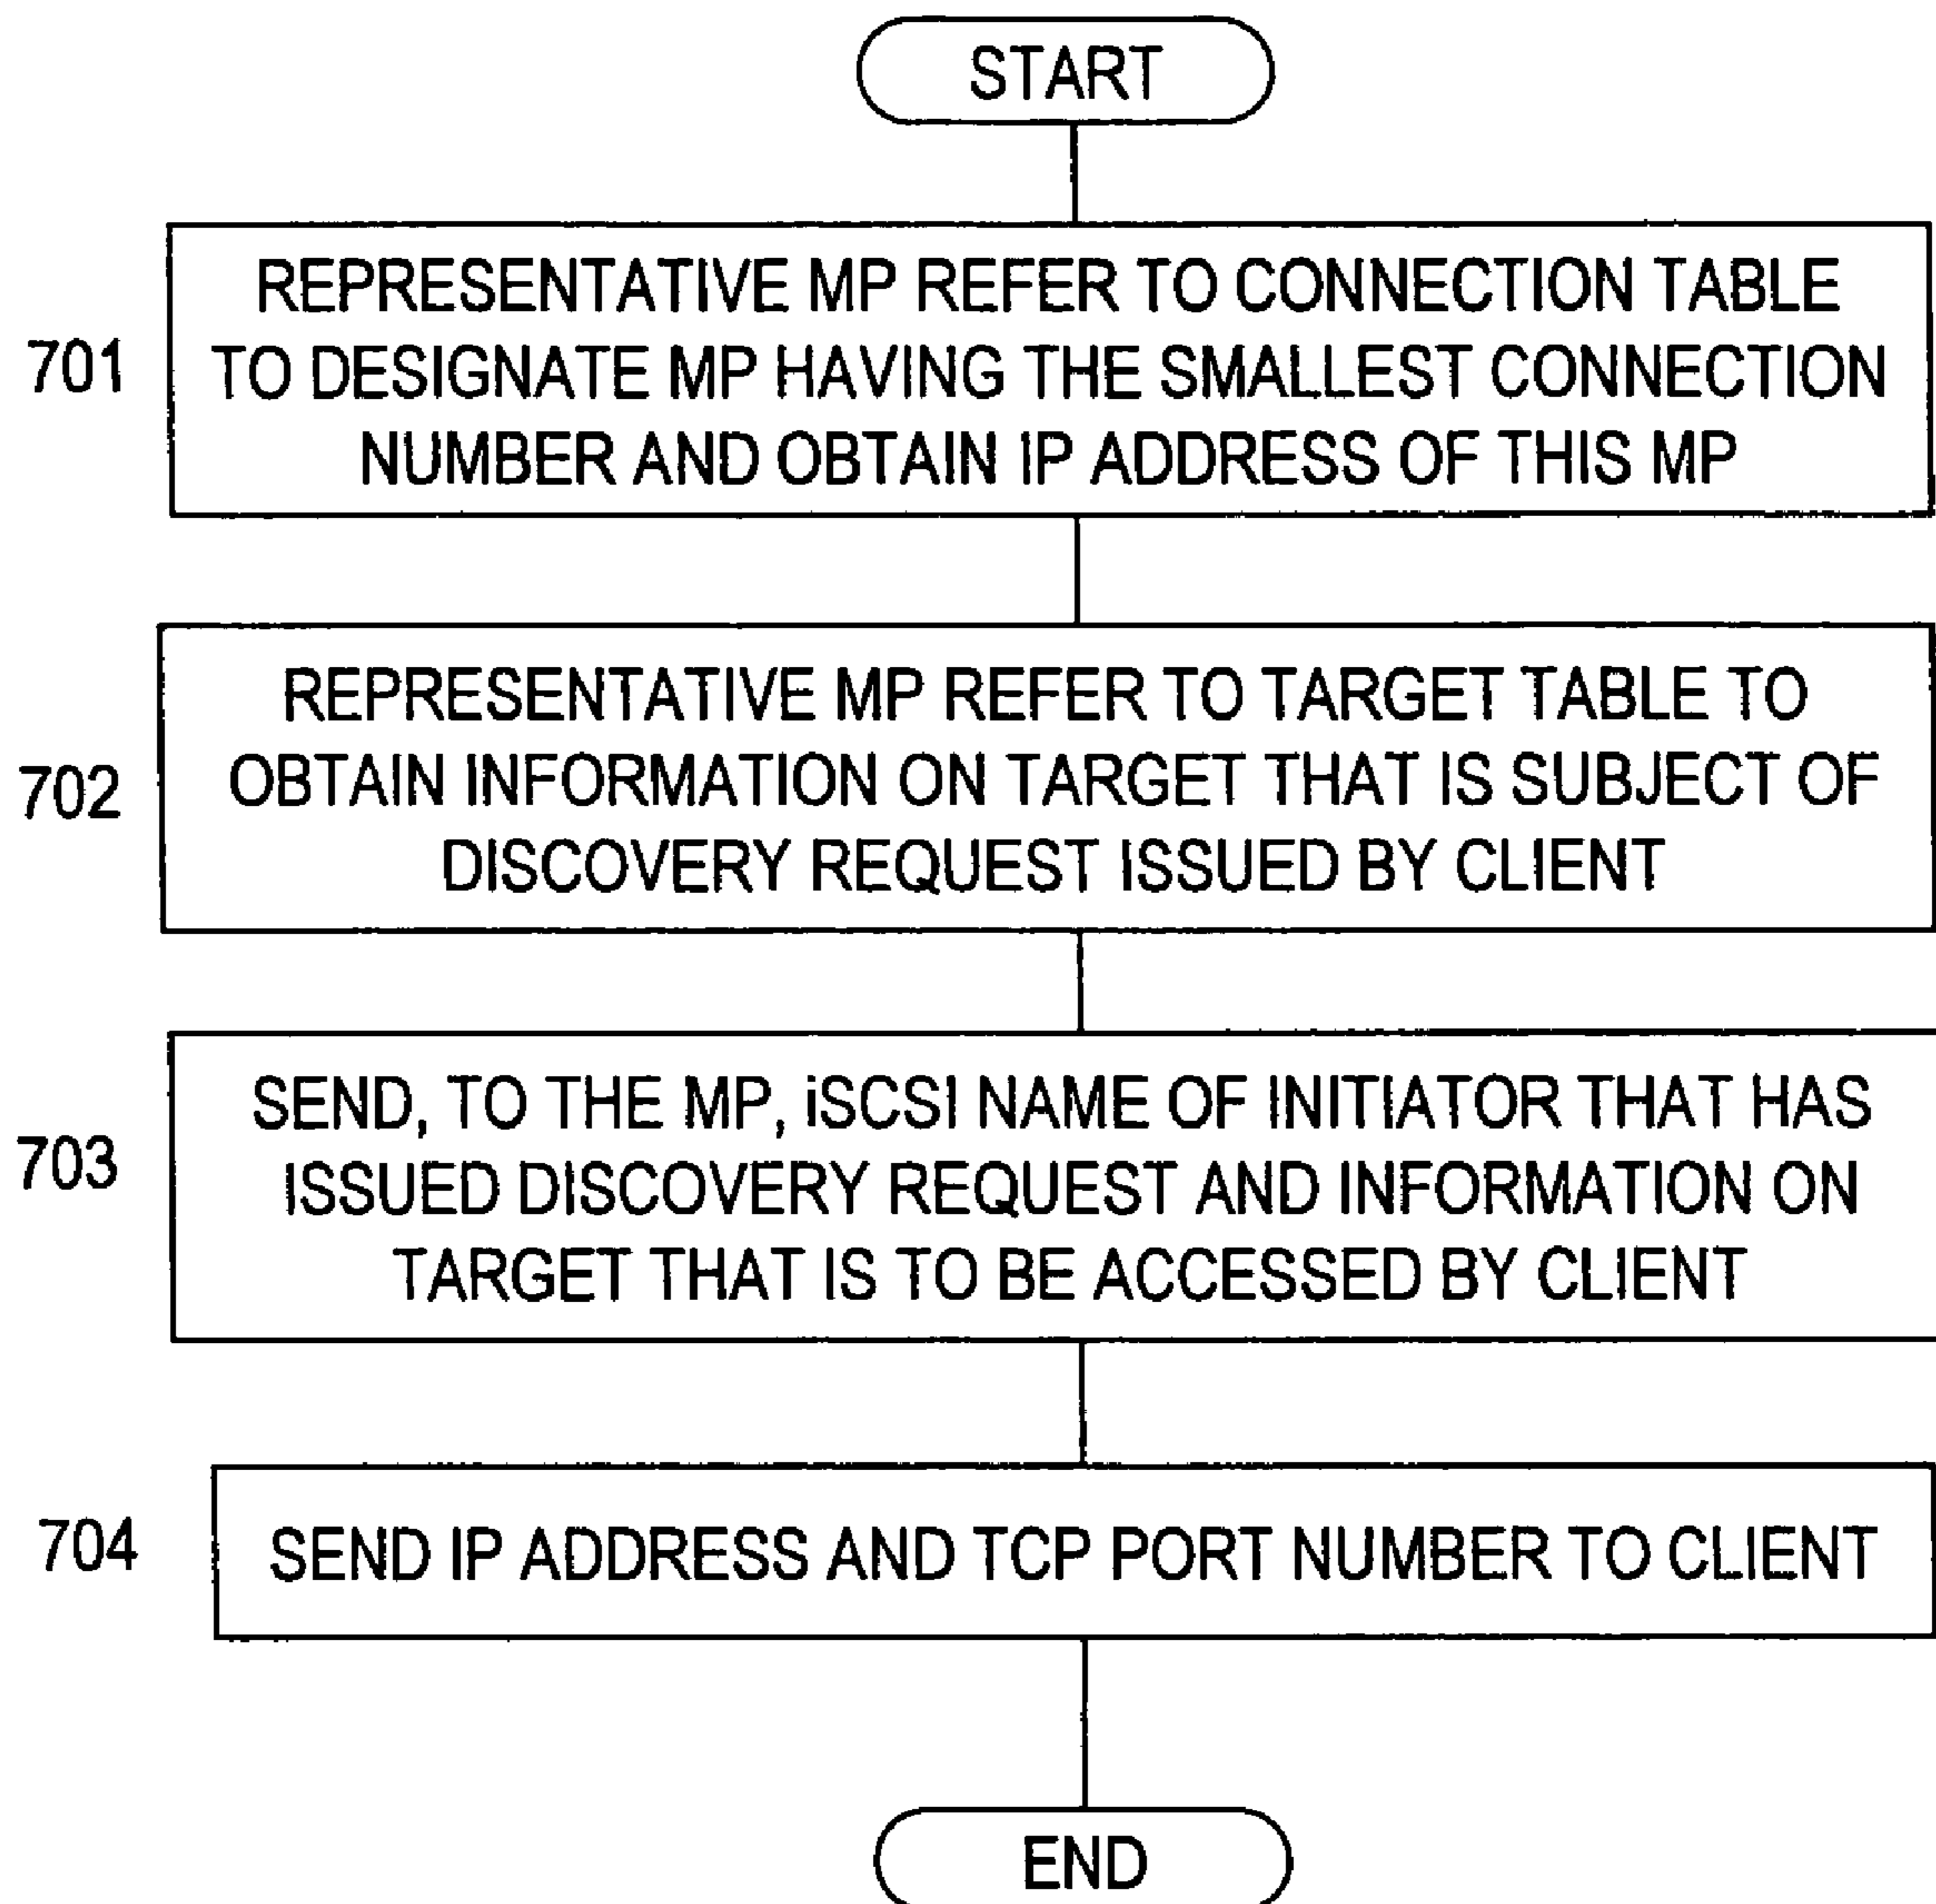 START
701
REPRESENTATIVE MP REFER TO CONNECTION TABLE
TO DESIGNATE MP HAVING THE SMALLEST CONNECTION
NUMBER AND OBTAIN IP ADDRESS OF THIS MP
702
REPRESENTATIVE MP REFER TO TARGET TABLE TO
OBTAIN INFORMATION ON TARGET THAT IS SUBJECT OF
DISCOVERY REQUEST ISSUED BY CLIENT
703
SEND, TO THE MP, iSCSI NAME OF INITIATOR THAT HAS
ISSUED DISCOVERY REQUEST AND INFORMATION ON
TARGET THAT IS TO BE ACCESSED BY CLIENT
704
SEND IP ADDRESS AND TCP PORT NUMBER TO CLIENT
END